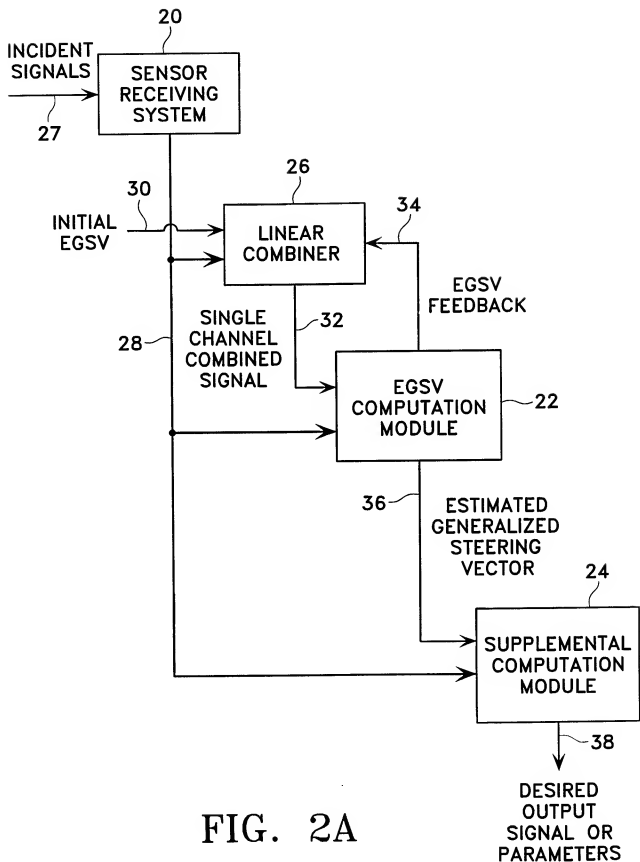 20
INCIDENT
SIGNALS
27
SENSOR
RECEIVING
SYSTEM
26
30
INITIAL
EGSV
LINEAR
COMBINER
34
EGSV
FEEDBACK
32
28
SINGLE
CHANNEL
COMBINED
SIGNAL
EGSV
COMPUTATION
MODULE
22
36
ESTIMATED
GENERALIZED
STEERING
VECTOR
24
SUPPLEMENTAL
COMPUTATION
MODULE
38
DESIRED
OUTPUT
SIGNAL OR
PARAMETERS
FIG. 2A